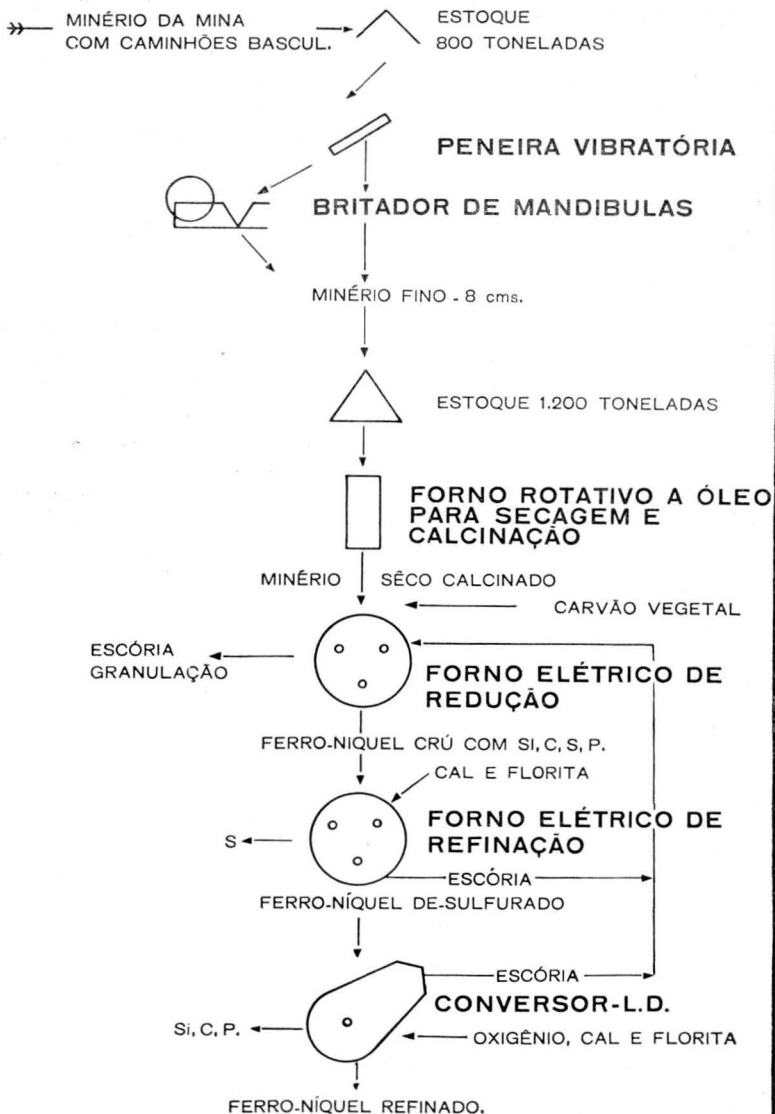 MINÉRIO DA MINA
COM CAMINHÕES BASCUL.
ESTOQUE
800 TONELADAS
PENEIRA VIBRATÓRIA
BRITADOR DE MANDIBULAS
MINÉRIO FINO - 8 cms.
ESTOQUE 1.200 TONELADAS
FORNO ROTATIVO A ÓLEO
PARA SECAGEM E
CALCINAÇÃO
MINÉRIO SÊCO CALCINADO
CARVÃO VEGETAL
ESCÓRIA
GRANULAÇÃO
FORNO ELÉTRICO DE
REDUÇÃO
FERRO-NIQUEL CRÚ COM SI, C, S, P.
CAL E FLORITA
FORNO ELÉTRICO DE
REFINAÇÃO
S
ESCÓRIA
FERRO-NÍQUEL DE-SULFURADO
ESCÓRIA
CONVERSOR-L.D.
Si, C, P.
OXIGÊNIO, CAL E FLORITA
FERRO-NÍQUEL REFINADO.